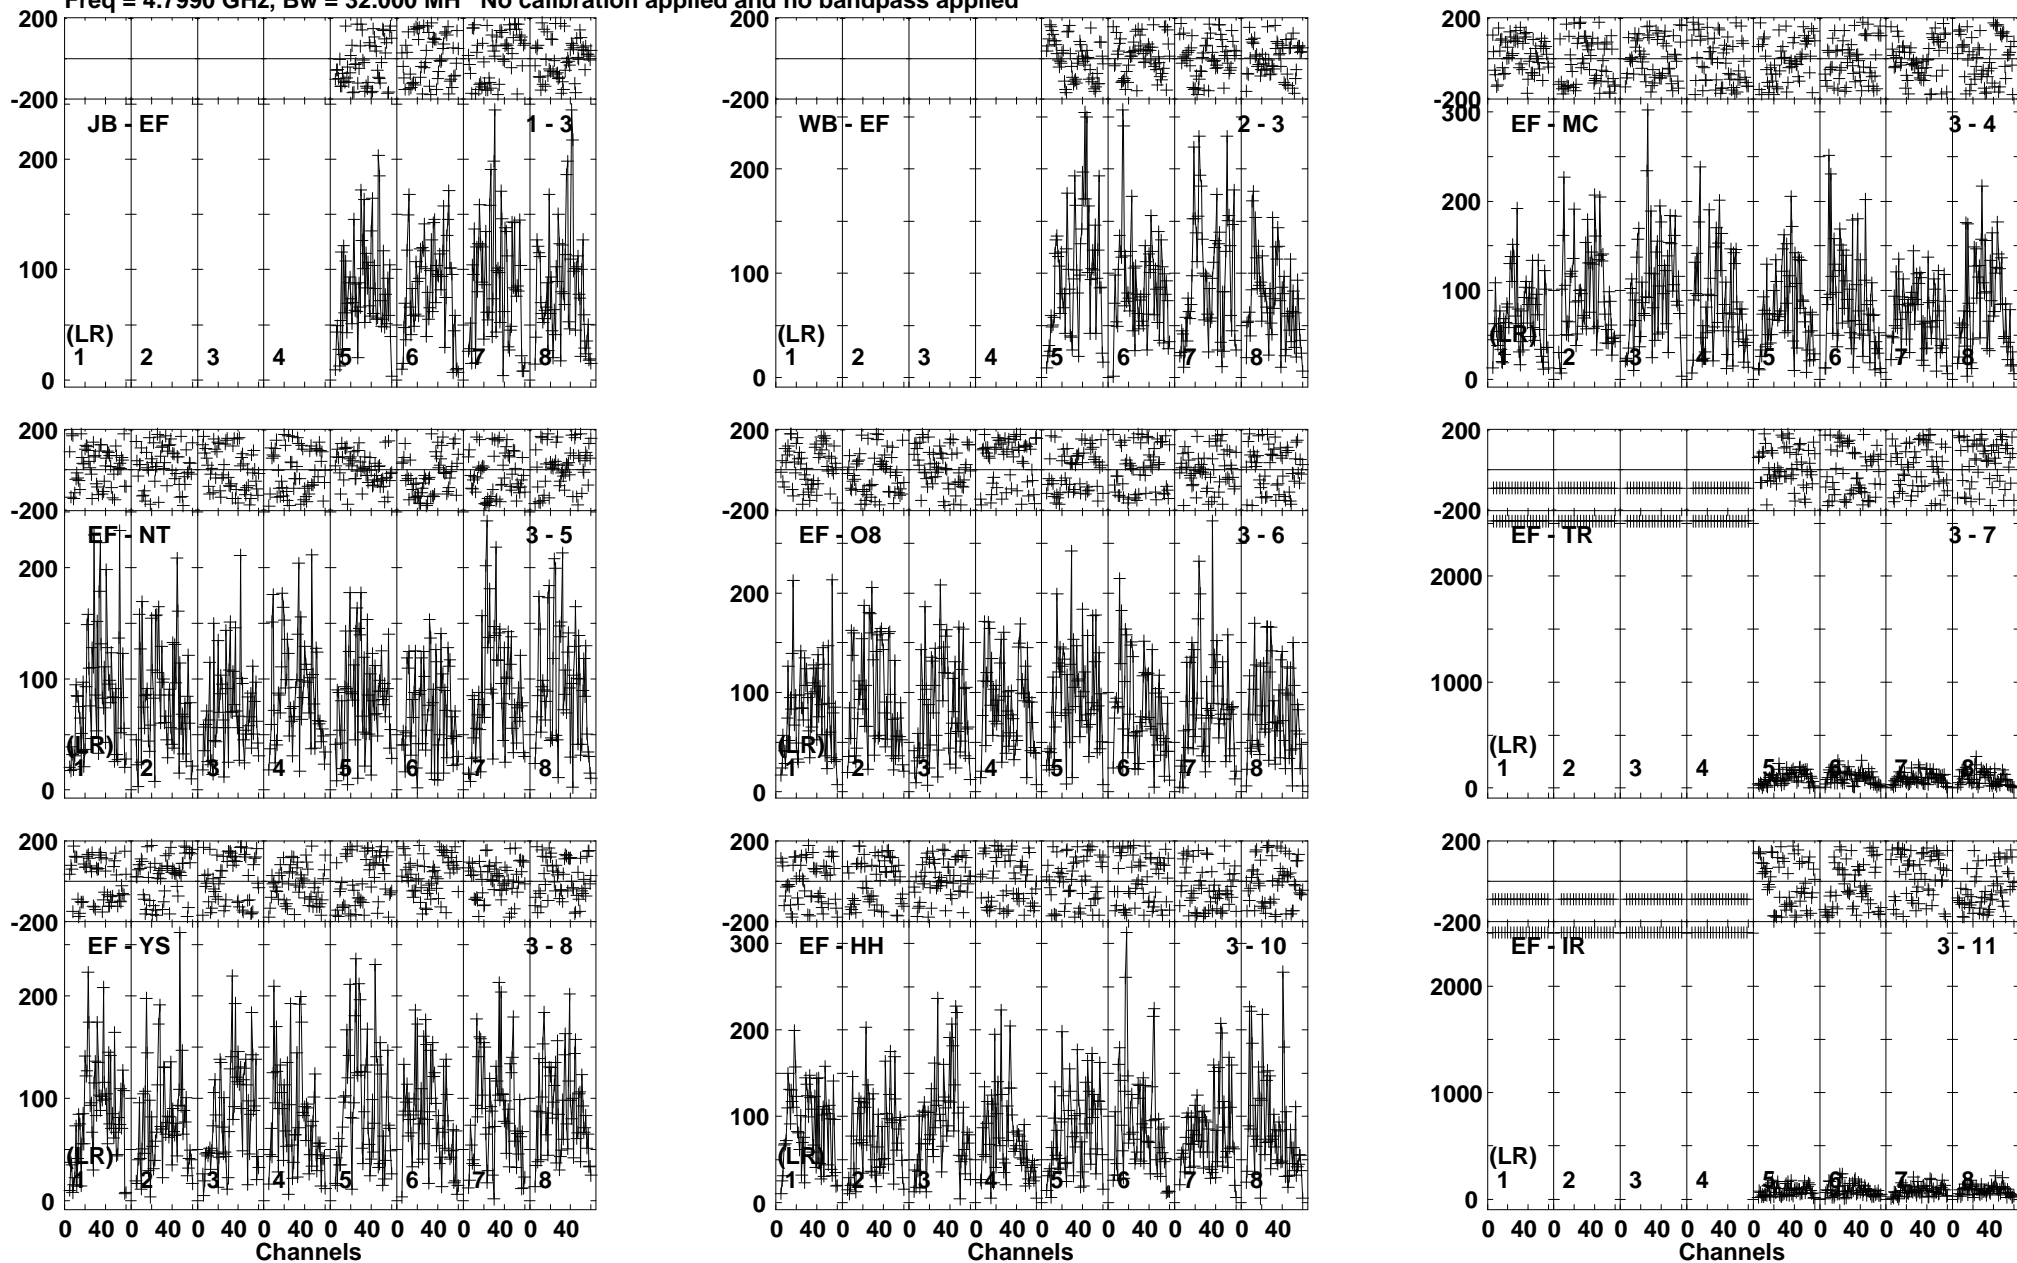 Freq = 4.7990 GHz, Bw = 32.000 MH No calibration applied and no bandpass applied
200
-200
JB - EF 1 - 3
200
100
0
(LR)
1 2 3 4 5 6 7 8
200
-200
WB - EF 2 - 3
200
100
0
(LR)
1 2 3 4 5 6 7 8
200
-200
300
EF - MC 3 - 4
200
100
0
(LR)
1 2 3 4 5 6 7 8
200
-200
EF - NT 3 - 5
200
100
0
(LR)
1 2 3 4 5 6 7 8
200
-200
EF - O8 3 - 6
200
100
0
(LR)
1 2 3 4 5 6 7 8
200
-200
EF - TR 3 - 7
2000
1000
0
(LR)
1 2 3 4 5 6 7 8
200
-200
EF - YS 3 - 8
200
100
0
(LR)
1 2 3 4 5 6 7 8
0 40 0 40 0 40 0 40 0 40 0 40 0 40 0 40
Channels
200
-200
300
EF - HH 3 - 10
200
100
0
(LR)
1 2 3 4 5 6 7 8
0 40 0 40 0 40 0 40 0 40 0 40 0 40 0 40
200
-200
EF - IR 3 - 11
2000
1000
0
(LR)
1 2 3 4 5 6 7 8
0 40 0 40 0 40 0 40 0 40 0 40 0 40 0 40
Channels